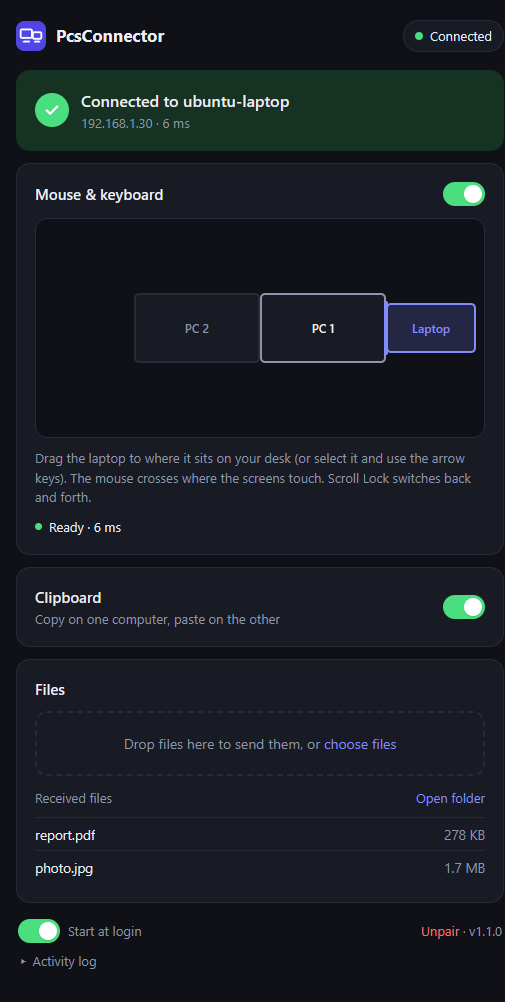 PcsConnector
Connected
Connected to ubuntu-laptop
192.168.1.30 · 6 ms
Mouse & keyboard
PC 2
PC 1
Laptop
Drag the laptop to where it sits on your desk (or select it and use the arrow
keys). The mouse crosses where the screens touch. Scroll Lock switches back
and forth.
Ready · 6 ms
Clipboard
Copy on one computer, paste on the other
Files
Drop files here to send them, or choose files
Received files
Open folder
report.pdf
278 KB
photo.jpg
1.7 MB
Start at login
Unpair · v1.1.0
Activity log